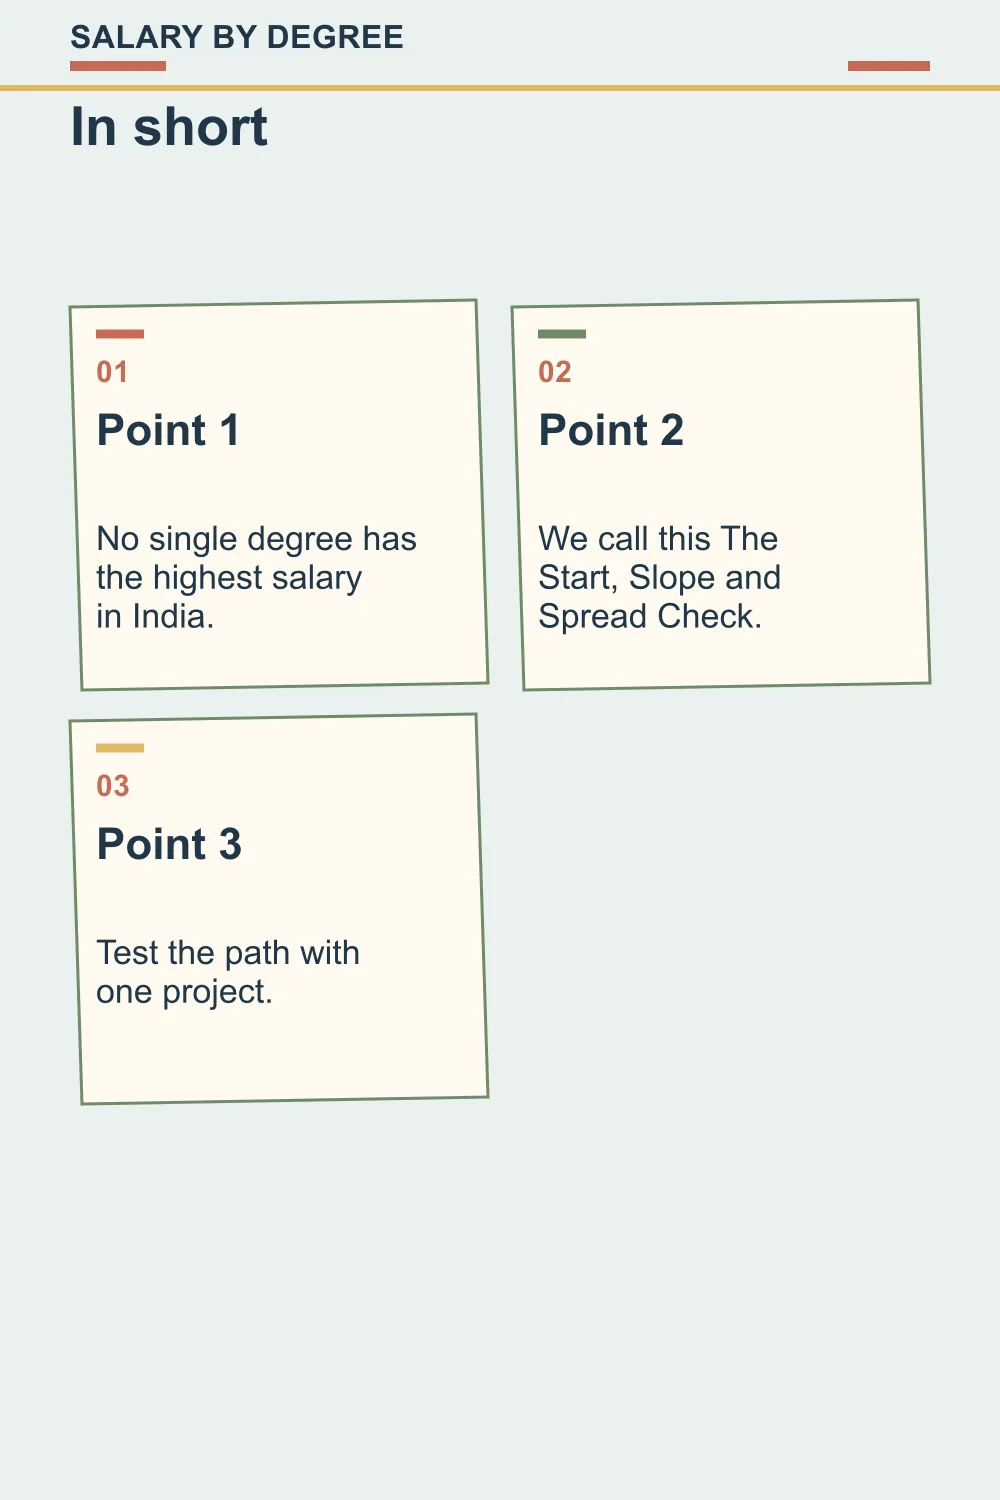 SALARY BY DEGREE
In short
01
Point 1
No single degree has
the highest salary
in India.
02
Point 2
We call this The
Start, Slope and
Spread Check.
03
Point 3
Test the path with
one project.